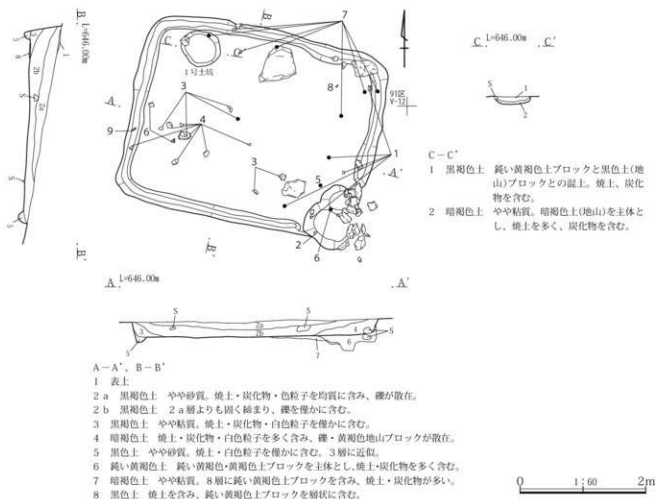 B
L=646.00m
B
7
C
C'
1号土坑
3
8
91区
V-12
A
9
6
4
3
5
1
A'
2
6
B'
B'
C L=646.00m C'
S
1
2
C-C'
1 黒褐色土 鈍い黄褐色土ブロックと黒色土(地
山)ブロックとの混土。焼土、炭化
物を含む。
2 暗褐色土 やや粘質。暗褐色土(地山)を主体と
し、焼土を多く、炭化物を含む。
A L=646.00m A'
S S
S
2a
2b
3
4
5
6
7
A-A'、B-B'
1 表土
2a 黒褐色土 やや砂質。焼土・炭化物・色粒子を均質に含み、礫が散在。
2b 黒褐色土 2a層よりも固く締まり、礫を僅かに含む。
3 黒褐色土 やや粘質。焼土・炭化物・白色粒子を僅かに含む。
4 暗褐色土 焼土・炭化物・白色粒子を多く含み、礫・黄褐色地山ブロックが散在。
5 黒色土 やや砂質。焼土・白色粒子を僅かに含む。3層に近似。
6 鈍い黄褐色土 鈍い黄褐色・黄褐色土ブロックを主体とし、焼土・炭化物を多く含む。
7 暗褐色土 やや粘質。8層に鈍い黄褐色土ブロックを含み、焼土・炭化物が多い。
8 黒色土 焼土を含み、鈍い黄褐色土ブロックを層状に含む。
0 1:60 2m